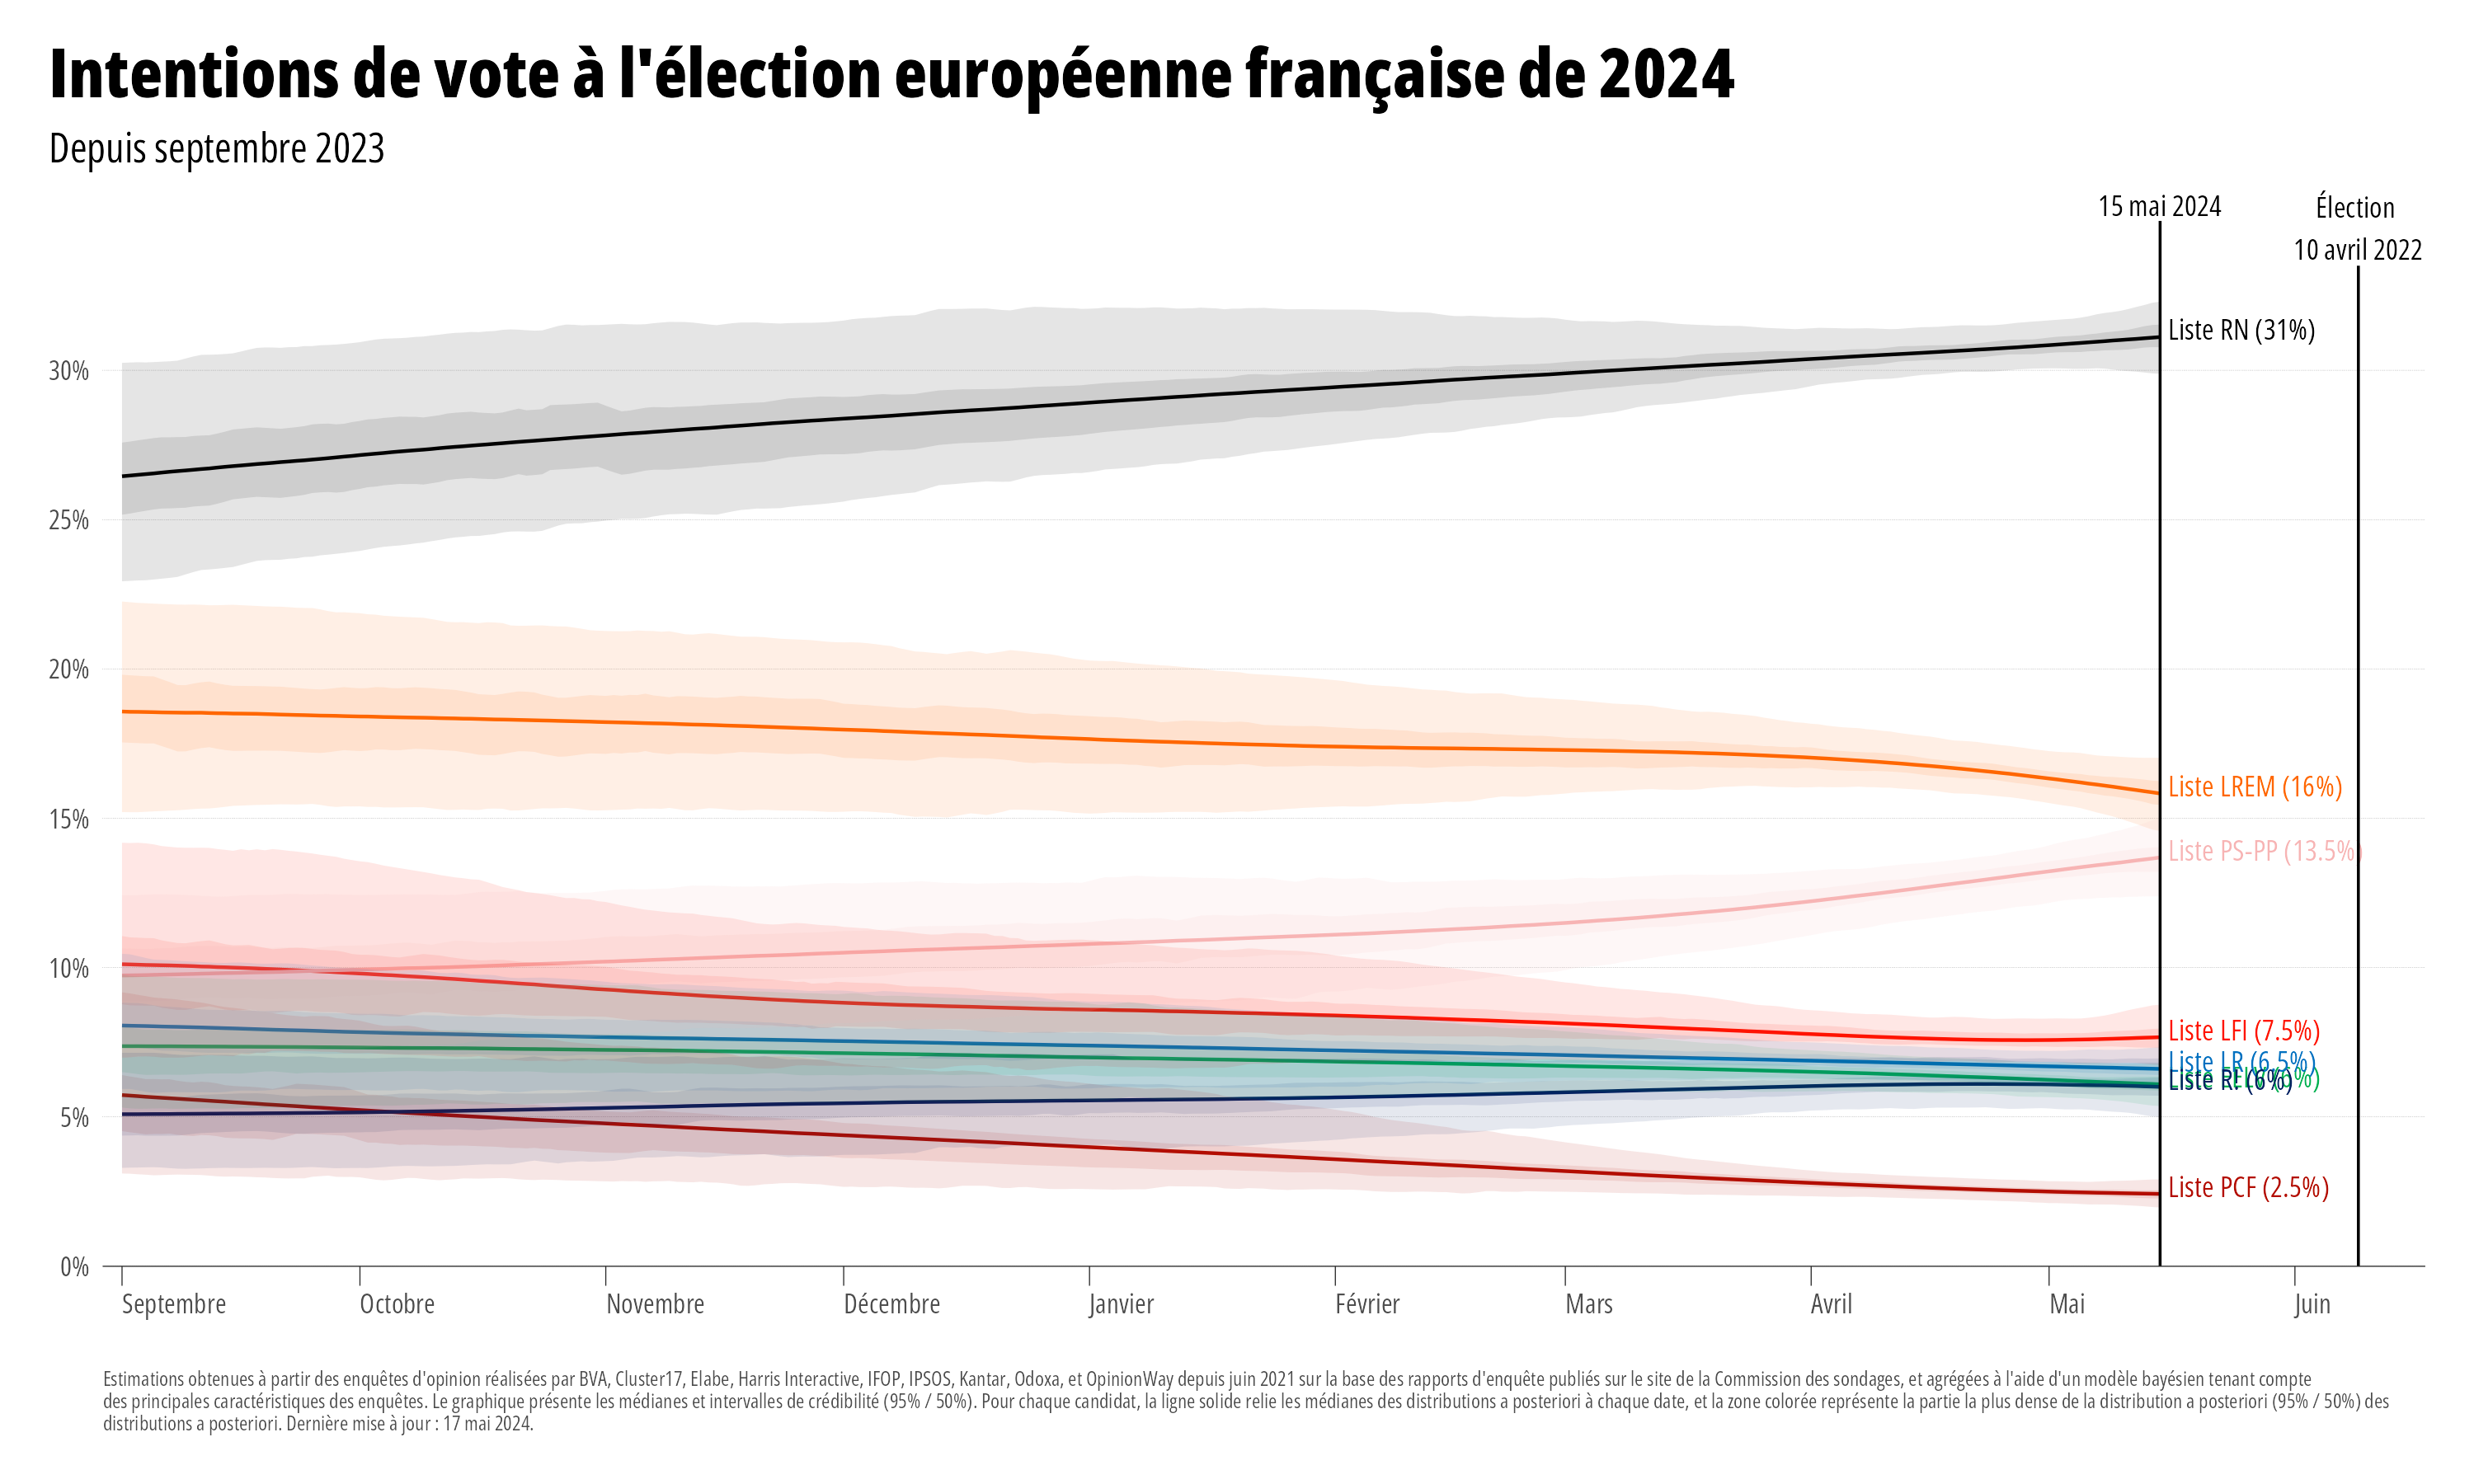 Intentions de vote à l'élection européenne française de 2024
Depuis septembre 2023
15 mai 2024
Élection
10 avril 2022
30%
25%
20%
15%
10%
5%
0%
Liste RN (31%)
Liste LREM (16%)
Liste PS-PP (13.5%)
Liste LFI (7.5%)
Liste LR (6.5%)
Liste R! (6%)
Liste PCF (2.5%)
Septembre
Octobre
Novembre
Décembre
Janvier
Février
Mars
Avril
Mai
Juin
Estimations obtenues à partir des enquêtes d'opinion réalisées par BVA, Cluster17, Elabe, Harris Interactive, IFOP, IPSOS, Kantar, Odoxa, et OpinionWay depuis juin 2021 sur la base des rapports d'enquête publiés sur le site de la Commission des sondages, et agrégées à l'aide d'un modèle bayésien tenant compte
des principales caractéristiques des enquêtes. Le graphique présente les médianes et intervalles de crédibilité (95% / 50%). Pour chaque candidat, la ligne solide relie les médianes des distributions a posteriori à chaque date, et la zone colorée représente la partie la plus dense de la distribution a posteriori (95% / 50%) des
distributions a posteriori. Dernière mise à jour : 17 mai 2024.